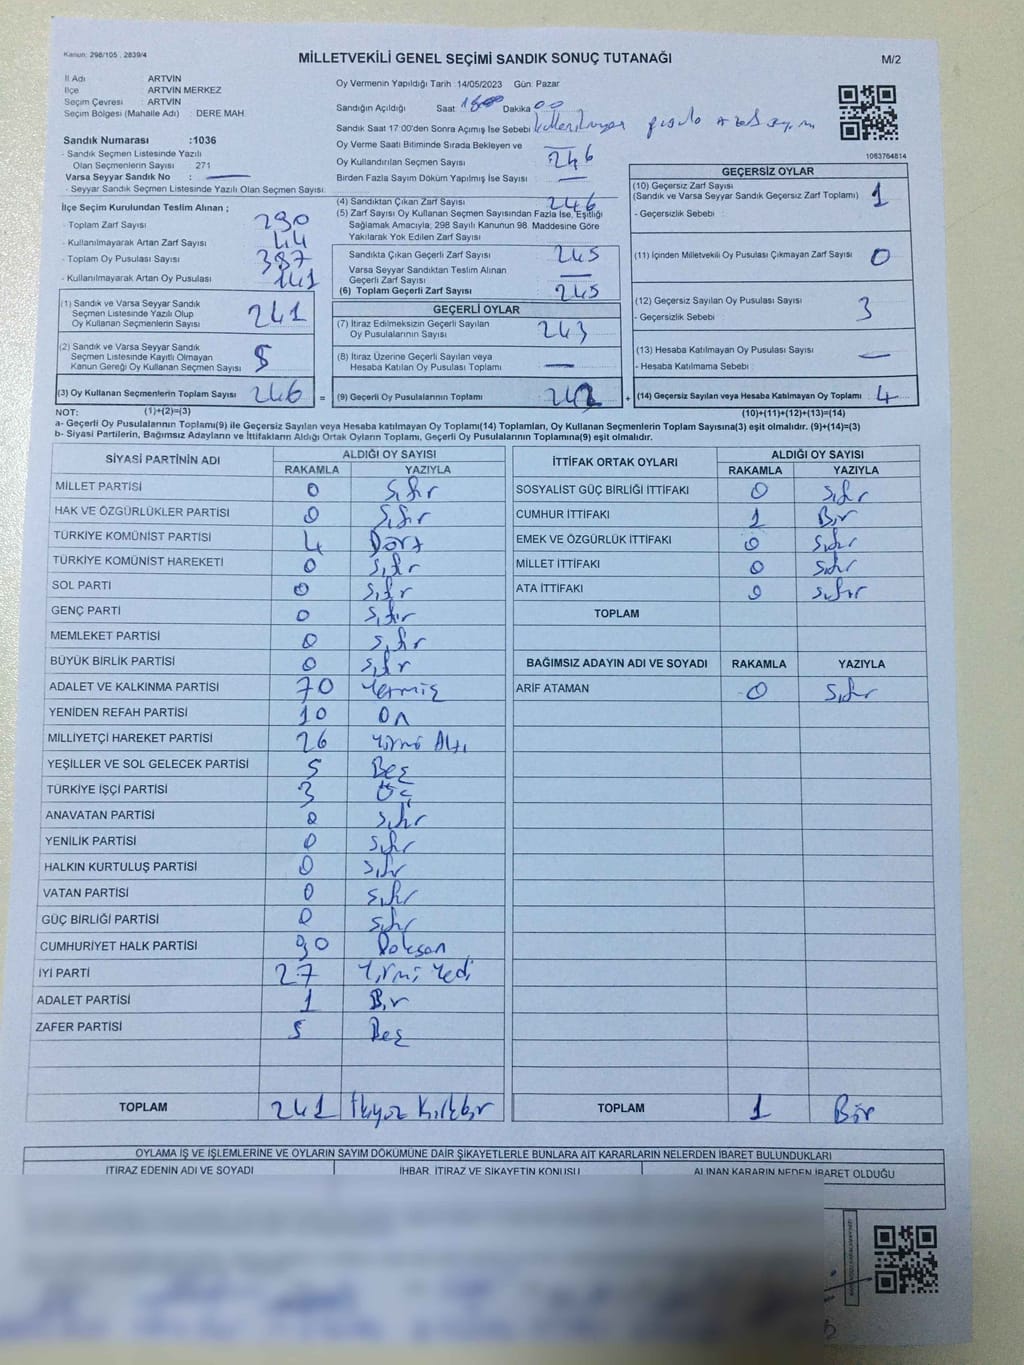 Kanun: 298/105 . 2839/4
MİLLETVEKİLİ GENEL SEÇİMİ SANDIK SONUÇ TUTANAĞI
M/2
İl Adı : ARTVİN
İlçe : ARTVİN MERKEZ
Seçim Çevresi : ARTVİN
Seçim Bölgesi (Mahalle Adı) : DERE MAH
Sandık Numarası :1036
- Sandık Seçmen Listesinde Yazılı
Olan Seçmenlerin Sayısı : 271
Varsa Seyyar Sandık No :
- Seyyar Sandık Seçmen Listesinde Yazılı Olan Seçmen Sayısı:
Oy Vermenin Yapıldığı Tarih :14/05/2023 Gün: Pazar
Sandığın Açıldığı Saat: Dakika: 00
Sandık Saat 17:00'den Sonra Açılmış İse Sebebi
Oy Verme Saati Bitiminde Sırada Bekleyen ve
Oy Kullandırılan Seçmen Sayısı 246
Birden Fazla Sayım Döküm Yapılmış İse Sayısı —
1063764814
İlçe Seçim Kurulundan Teslim Alınan ;
- Toplam Zarf Sayısı 290
- Kullanılmayarak Artan Zarf Sayısı 44
- Toplam Oy Pusulası Sayısı 387
- Kullanılmayarak Artan Oy Pusulası 141
(1) Sandık ve Varsa Seyyar Sandık
Seçmen Listesinde Yazılı Olup
Oy Kullanan Seçmenlerin Sayısı 241
(2) Sandık ve Varsa Seyyar Sandık
Seçmen Listesinde Kayıtlı Olmayan
Kanun Gereği Oy Kullanan Seçmen Sayısı 5
(3) Oy Kullanan Seçmenlerin Toplam Sayısı 246 =
(4) Sandıktan Çıkan Zarf Sayısı 246
(5) Zarf Sayısı Oy Kullanan Seçmen Sayısından Fazla İse, Eşitliği
Sağlamak Amacıyla; 298 Sayılı Kanunun 98. Maddesine Göre
Yakılarak Yok Edilen Zarf Sayısı
Sandıkta Çıkan Geçerli Zarf Sayısı 245
Varsa Seyyar Sandıktan Teslim Alınan
Geçerli Zarf Sayısı —
(6) Toplam Geçerli Zarf Sayısı 245
GEÇERLİ OYLAR
(7) İtiraz Edilmeksizin Geçerli Sayılan
Oy Pusulalarının Sayısı 243
(8) İtiraz Üzerine Geçerli Sayılan veya
Hesaba Katılan Oy Pusulası Toplamı —
(9) Geçerli Oy Pusulalarının Toplamı 242 +
GEÇERSİZ OYLAR
(10) Geçersiz Zarf Sayısı
(Sandık ve Varsa Seyyar Sandık Geçersiz Zarf Toplamı) 1
- Geçersizlik Sebebi :
(11) İçinden Milletvekili Oy Pusulası Çıkmayan Zarf Sayısı 0
(12) Geçersiz Sayılan Oy Pusulası Sayısı 3
- Geçersizlik Sebebi :
(13) Hesaba Katılmayan Oy Pusulası Sayısı —
- Hesaba Katılmama Sebebi :
(14) Geçersiz Sayılan veya Hesaba Katılmayan Oy Toplamı 4
NOT: (1)+(2)=(3) (10)+(11)+(12)+(13)=(14)
a- Geçerli Oy Pusulalarının Toplamı(9) ile Geçersiz Sayılan veya Hesaba Katılmayan Oy Toplamı(14) Toplamları, Oy Kullanan Seçmenlerin Toplam Sayısına(3) eşit olmalıdır. (9)+(14)=(3)
b- Siyasi Partilerin, Bağımsız Adayların ve İttifakların Aldığı Ortak Oyların Toplamı, Geçerli Oy Pusulalarının Toplamına(9) eşit olmalıdır.
SİYASİ PARTİNİN ADI ALDIĞI OY SAYISI
RAKAMLA YAZIYLA
MİLLET PARTİSİ 0 Sıfır
HAK VE ÖZGÜRLÜKLER PARTİSİ 0 Sıfır
TÜRKİYE KOMÜNİST PARTİSİ 4 Dört
TÜRKİYE KOMÜNİST HAREKETİ 0 Sıfır
SOL PARTİ 0 Sıfır
GENÇ PARTİ 0 Sıfır
MEMLEKET PARTİSİ 0 Sıfır
BÜYÜK BİRLİK PARTİSİ 0 Sıfır
ADALET VE KALKINMA PARTİSİ 70 Yetmiş
YENİDEN REFAH PARTİSİ 10 On
MİLLİYETÇİ HAREKET PARTİSİ 26 Yirmi Altı
YEŞİLLER VE SOL GELECEK PARTİSİ 5 Beş
TÜRKİYE İŞÇİ PARTİSİ 3 Üç
ANAVATAN PARTİSİ 0 Sıfır
YENİLİK PARTİSİ 0 Sıfır
HALKIN KURTULUŞ PARTİSİ 0 Sıfır
VATAN PARTİSİ 0 Sıfır
GÜÇ BİRLİĞİ PARTİSİ 0 Sıfır
CUMHURİYET HALK PARTİSİ 90 Doksan
İYİ PARTİ 27 Yirmi Yedi
ADALET PARTİSİ 1 Bir
ZAFER PARTİSİ 5 Beş
TOPLAM 241 İkiyüz Kırkbir
İTTİFAK ORTAK OYLARI ALDIĞI OY SAYISI
RAKAMLA YAZIYLA
SOSYALİST GÜÇ BİRLİĞİ İTTİFAKI 0 Sıfır
CUMHUR İTTİFAKI 1 Bir
EMEK VE ÖZGÜRLÜK İTTİFAKI 0 Sıfır
MİLLET İTTİFAKI 0 Sıfır
ATA İTTİFAKI 0 Sıfır
TOPLAM
BAĞIMSIZ ADAYIN ADI VE SOYADI RAKAMLA YAZIYLA
ARİF ATAMAN 0 Sıfır
TOPLAM 1 Bir
OYLAMA İŞ VE İŞLEMLERİNE VE OYLARIN SAYIM DÖKÜMÜNE DAİR ŞİKAYETLERLE BUNLARA AİT KARARLARIN NELERDEN İBARET BULUNDUKLARI
İTİRAZ EDENİN ADI VE SOYADI İHBAR, İTİRAZ VE ŞİKAYETİN KONUSU ALINAN KARARIN NEDEN İBARET OLDUĞU